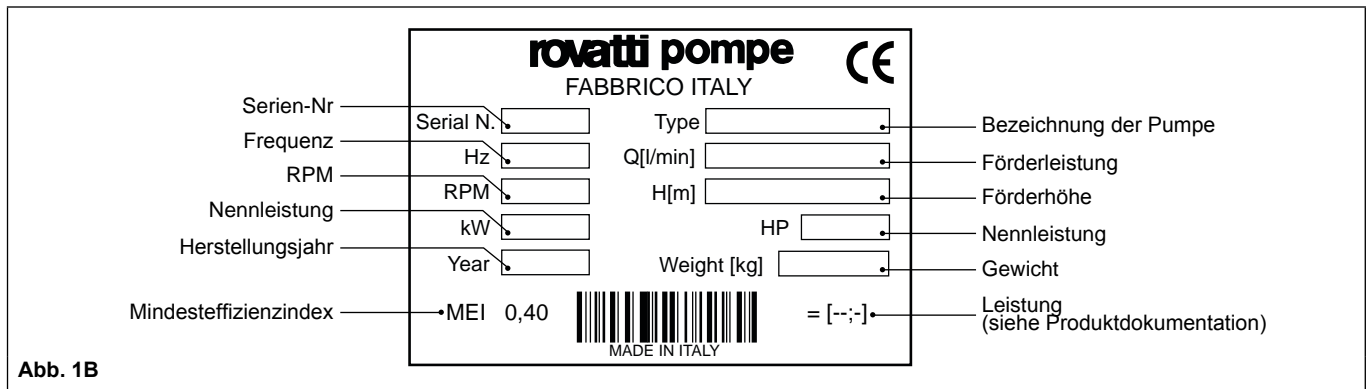 rovatti pompe
CE
FABBRICO ITALY
Serien-Nr
Frequenz
RPM
Nennleistung
Herstellungsjahr
Mindesteffizienzindex
Serial N.
Hz
RPM
kW
Year
MEI 0,40
Type
Q[l/min]
H[m]
HP
Weight [kg]
= [--;-]
MADE IN ITALY
Bezeichnung der Pumpe
Förderleistung
Förderhöhe
Nennleistung
Gewicht
Leistung
(siehe Produktdokumentation)
Abb. 1B